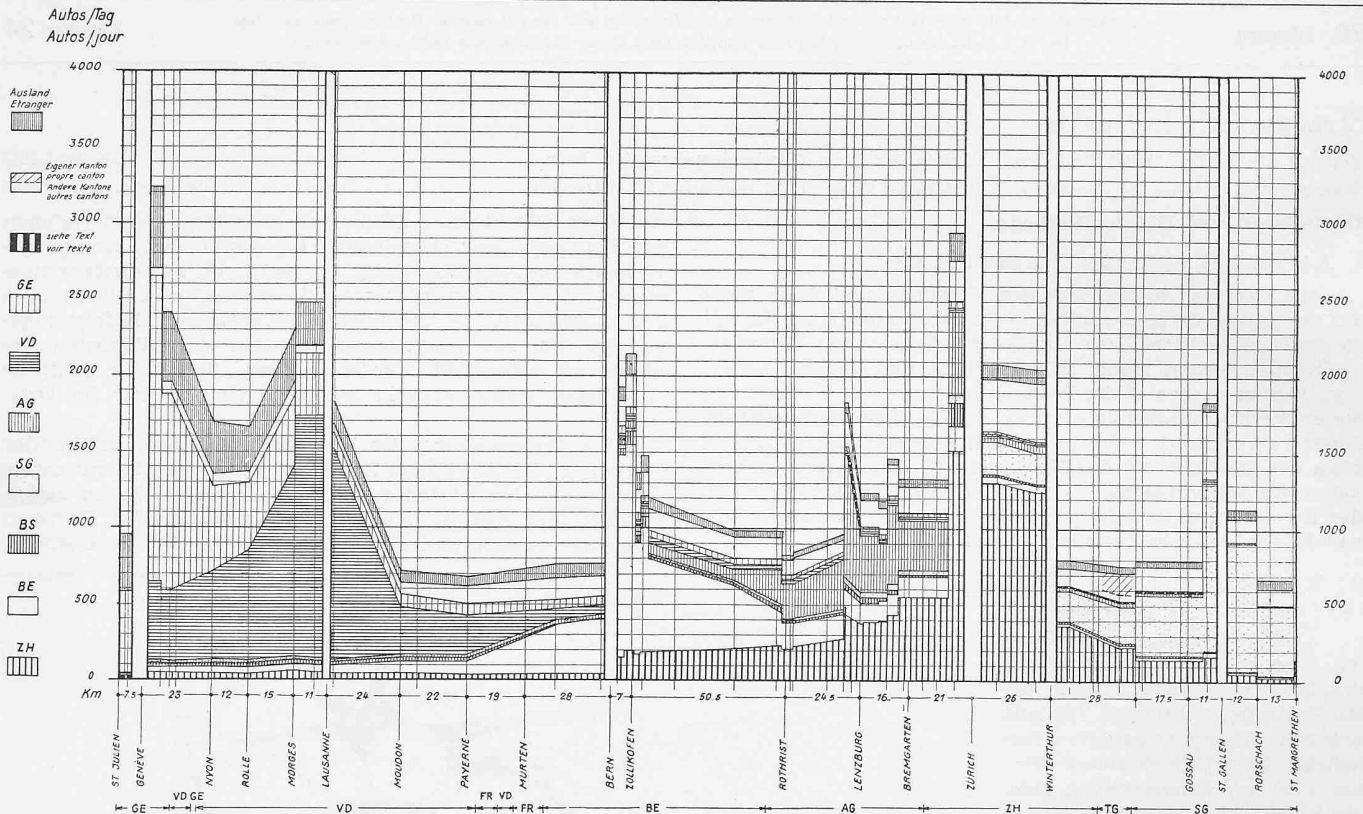 Autos/Tag
Autos/jour
4000
3500
3000
2500
2000
1500
1000
500
0
Km
4000
3500
3000
2500
2000
1500
1000
500
0
Ausland
Etranger
Eigener Kanton
propre canton
Andere Kantone
autres cantons
siehe Text
voir texte
GE
VD
AG
SG
BS
BE
ZH
7.5 23 12 15 11 24 22 19 28 7 50.5 24.5 16 21 26 28 17.5 11 12 13
ST JULIEN
GENÈVE
NYON
ROLLE
MORGES
LAUSANNE
MOUDON
PAYERNE
MURTEN
BERN
ZOLLIKOFEN
ROTHRIST
LENZBURG
BREMGARTEN
ZÜRICH
WINTERTHUR
GOSSAU
ST GALLEN
RORSCHACH
ST MARGRETHEN
GE VD GE VD FR VD FR BE AG ZH TG SG